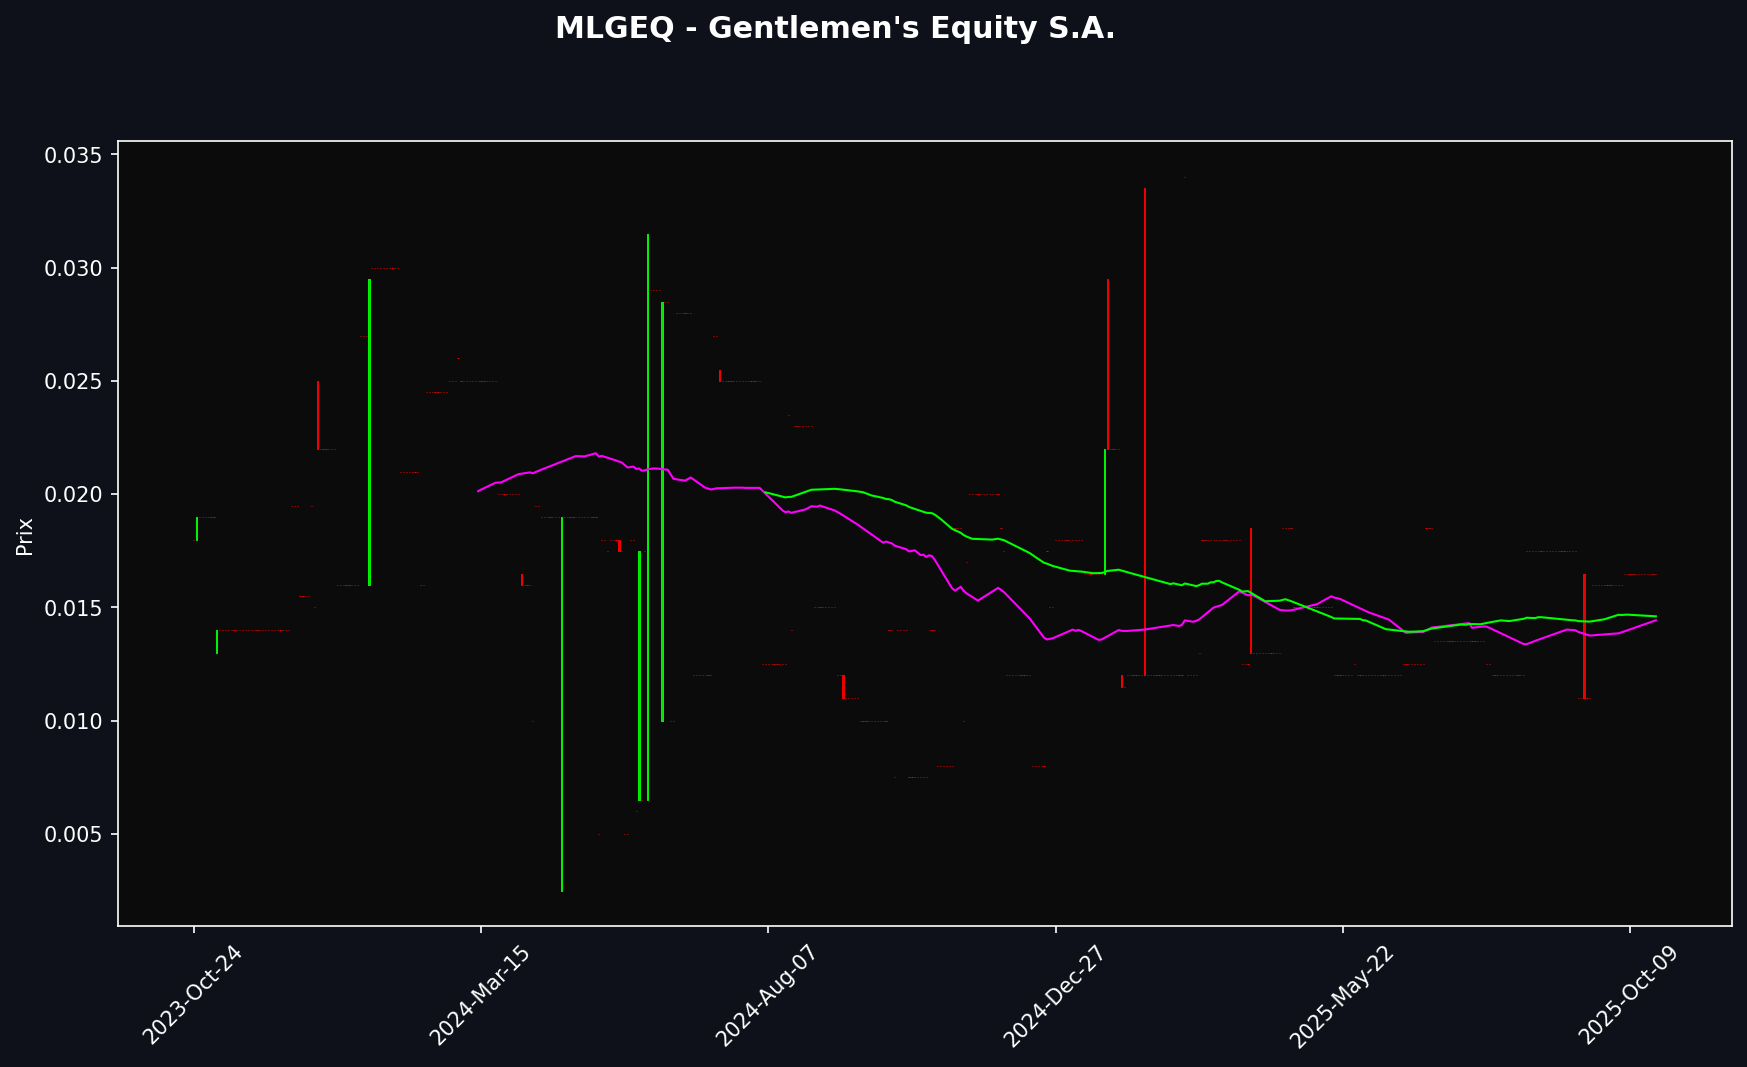 MLGEQ - Gentlemen's Equity S.A.
Prix
0.035
0.030
0.025
0.020
0.015
0.010
0.005
2023-Oct-24
2024-Mar-15
2024-Aug-07
2024-Dec-27
2025-May-22
2025-Oct-09